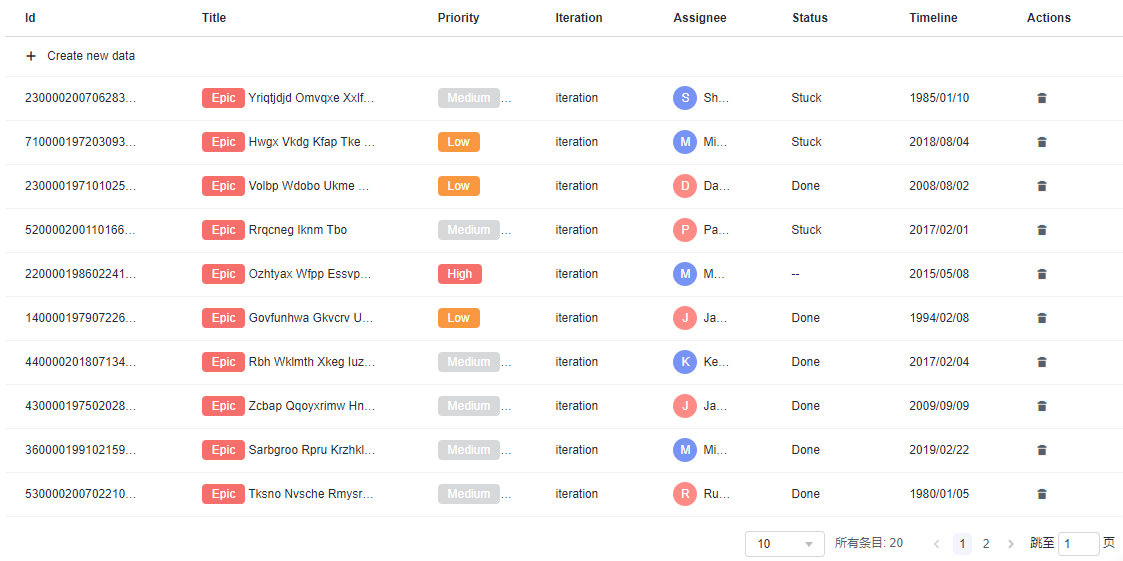 Id Title Priority Iteration Assignee Status Timeline Actions
+ Create new data
230000200706283... Epic Yriqtjdjd Omvqxe Xxlf... Medium ... iteration S Sh... Stuck 1985/01/10
710000197203093... Epic Hwgx Vkdg Kfap Tke ... Low iteration M Mi... Stuck 2018/08/04
230000197101025... Epic Volbp Wdobo Ukme ... Low iteration D Da... Done 2008/08/02
520000200110166... Epic Rrqcneg Iknm Tbo Medium ... iteration P Pa... Stuck 2017/02/01
220000198602241... Epic Ozhtyax Wfpp Essvp... High iteration M M... -- 2015/05/08
140000197907226... Epic Govfunhwa Gkvcrv U... Low iteration J Ja... Done 1994/02/08
440000201807134... Epic Rbh Wklmth Xkeg Iuz... Medium ... iteration K Ke... Done 2017/02/04
430000197502028... Epic Zcbap Qqoyxrimw Hn... Medium ... iteration J Ja... Done 2009/09/09
360000199102159... Epic Sarbgroo Rpru Krzhkl... Medium ... iteration M Mi... Done 2019/02/22
530000200702210... Epic Tksno Nvsche Rmysr... Medium ... iteration R Ru... Done 1980/01/05
10 所有条目: 20 1 2 跳至 1 页